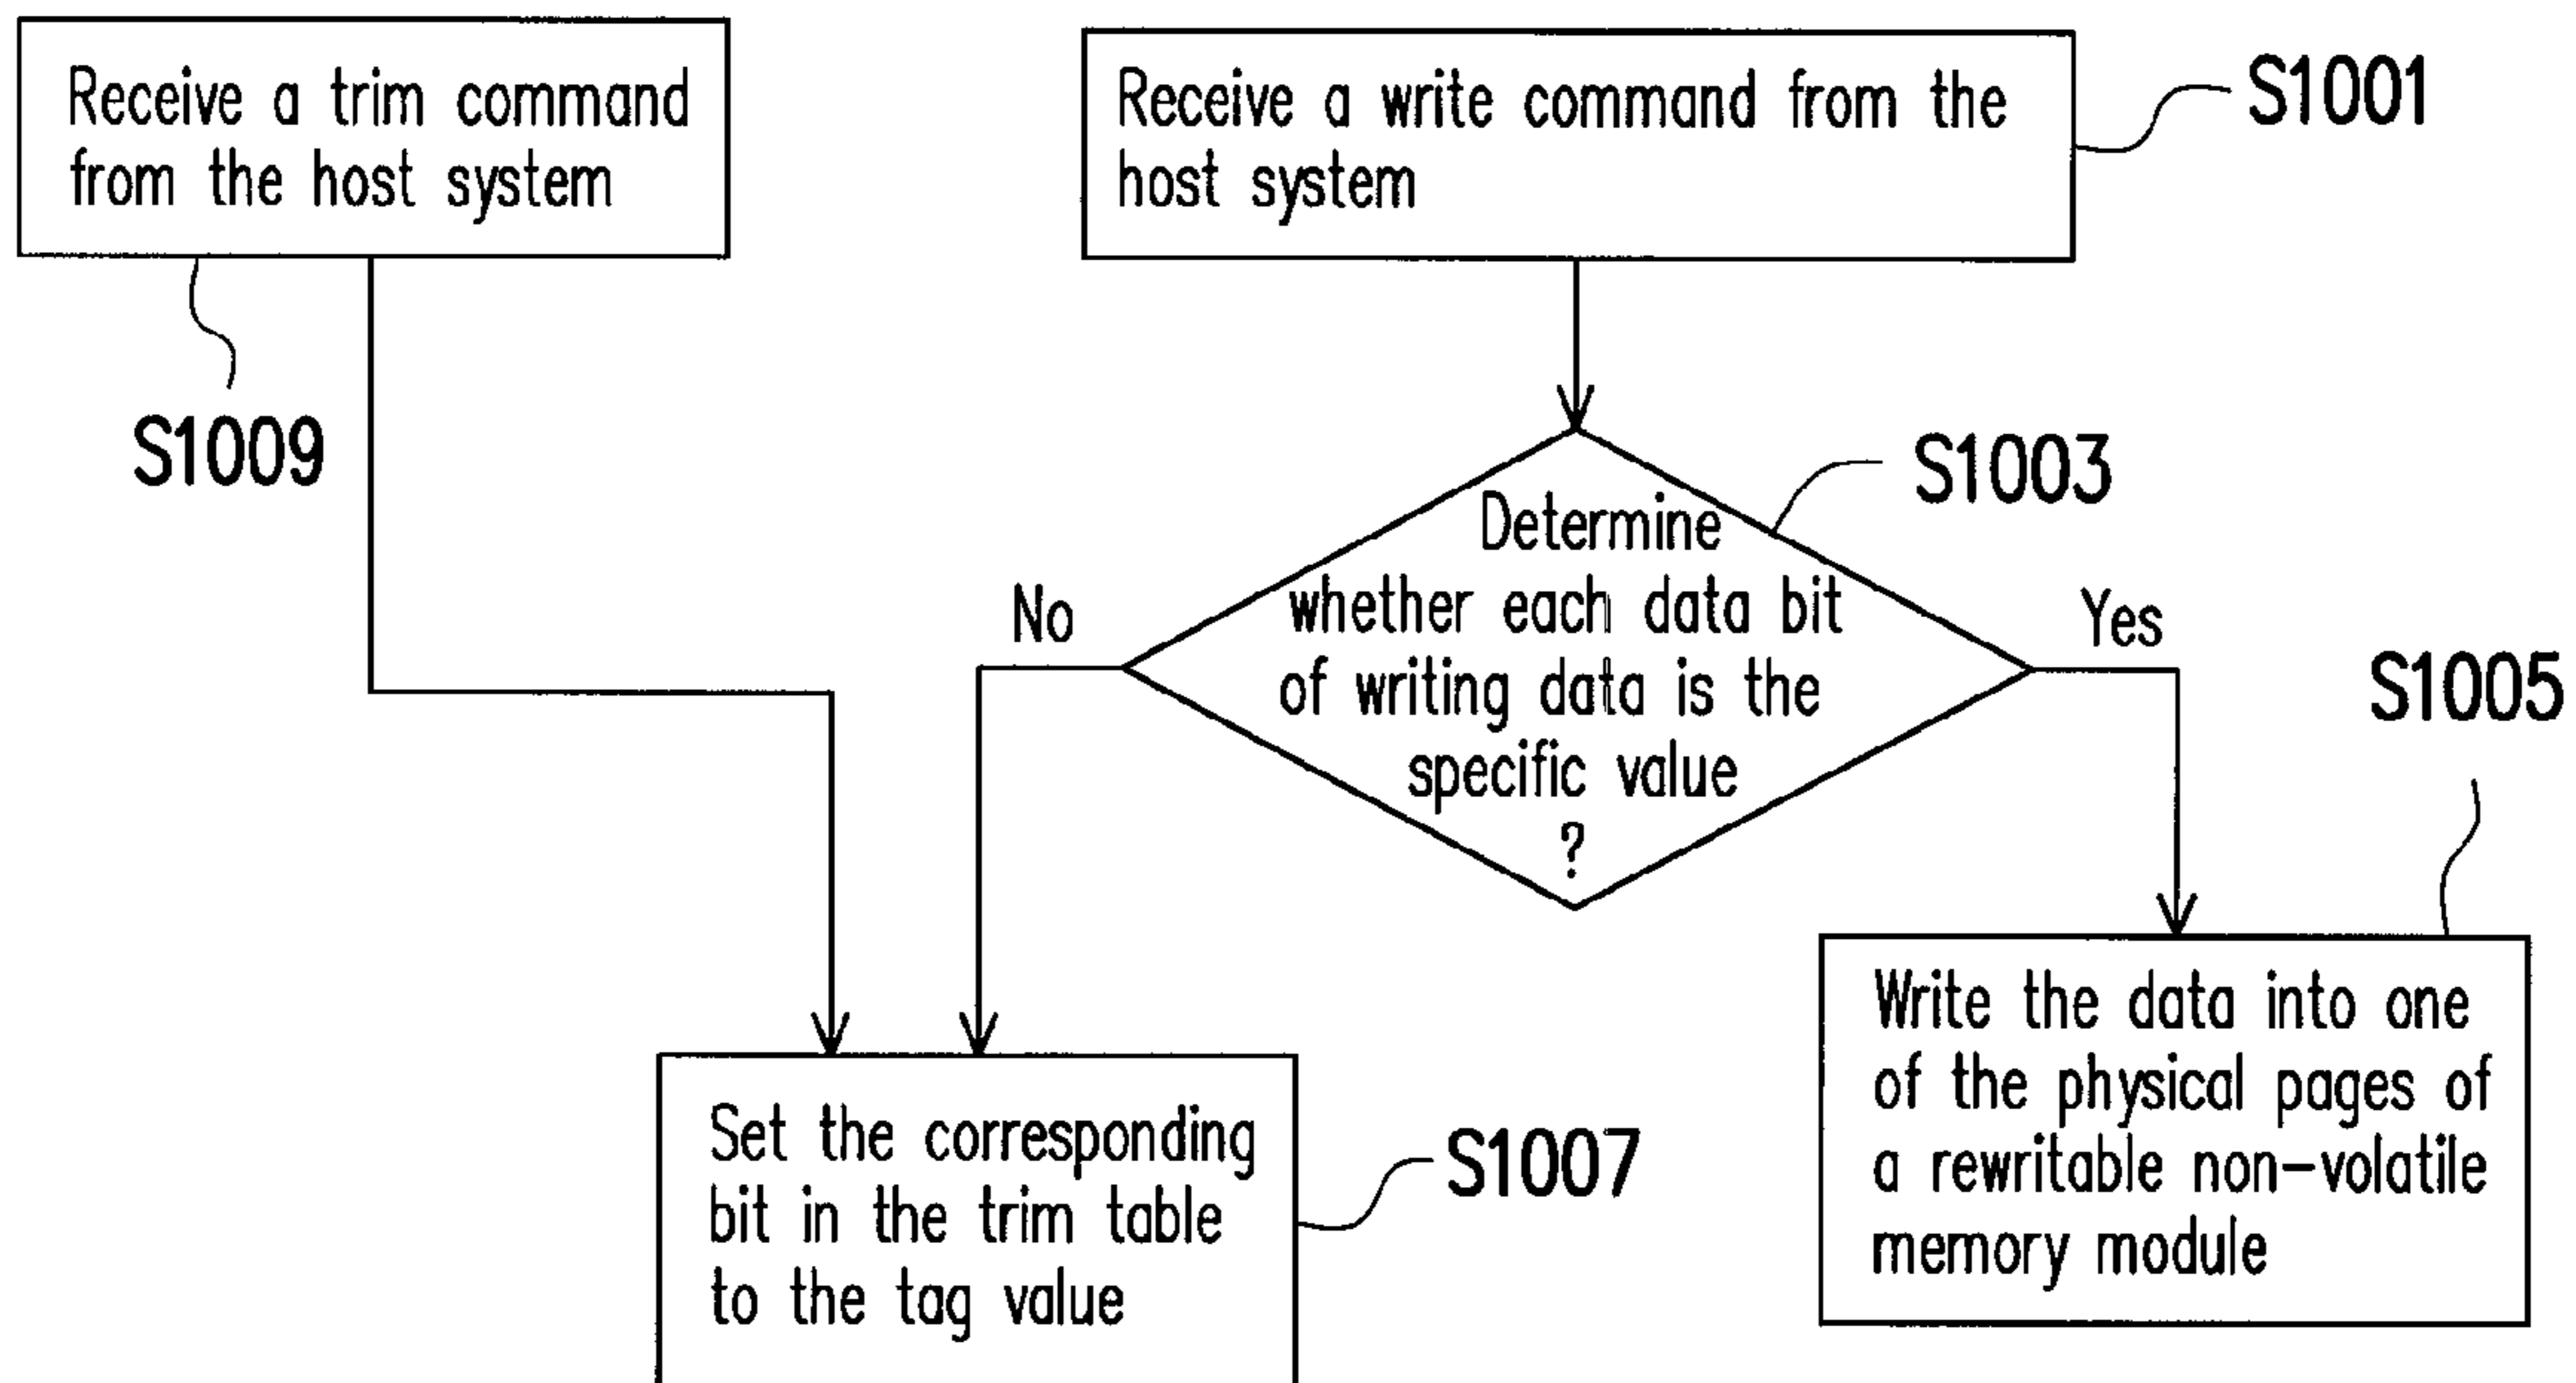 Receive a trim command
from the host system
S1009
Receive a write command from the
host system
S1001
Determine
whether each data bit
of writing data is the
specific value
?
S1003
No
Yes
S1005
Write the data into one
of the physical pages of
a rewritable non-volatile
memory module
Set the corresponding
bit in the trim table
to the tag value
S1007